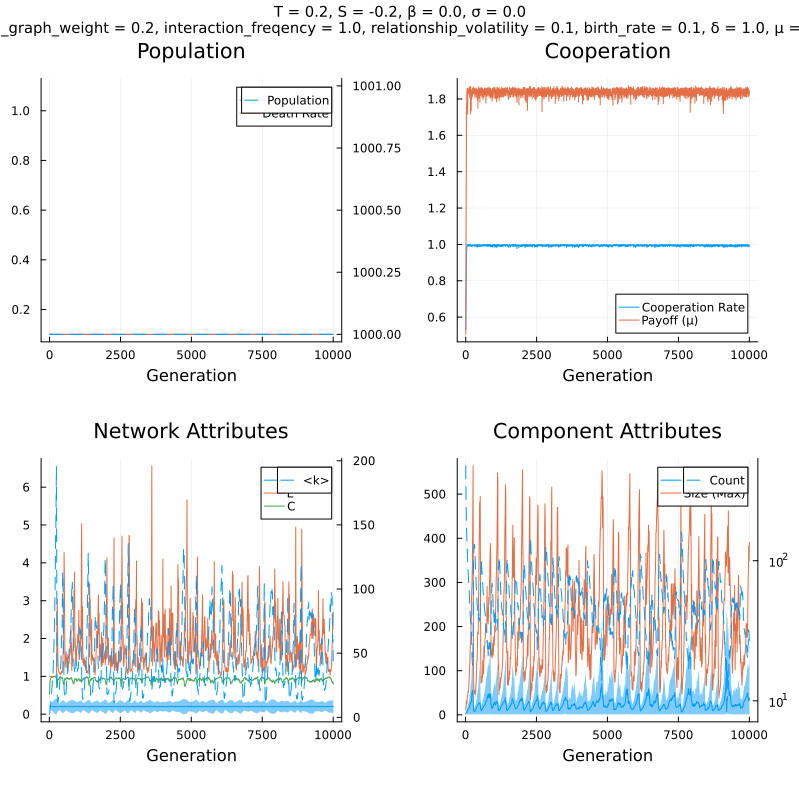 T = 0.2, S = -0.2, β = 0.0, σ = 0.0
_graph_weight = 0.2, interaction_freqency = 1.0, relationship_volatility = 0.1, birth_rate = 0.1, δ = 1.0, μ =
Population
Cooperation
1.0
0.8
0.6
0.4
0.2
1001.00
1000.75
1000.50
1000.25
1000.00
Population
Death Rate
0 2500 5000 7500 10000
Generation
1.8
1.6
1.4
1.2
1.0
0.8
0.6
Cooperation Rate
Payoff (μ)
0 2500 5000 7500 10000
Generation
Network Attributes
Component Attributes
6
5
4
3
2
1
0
200
150
100
50
0
<k>
L
C
0 2500 5000 7500 10000
Generation
500
400
300
200
100
0
10²
10¹
Count
Size (Max)
0 2500 5000 7500 10000
Generation